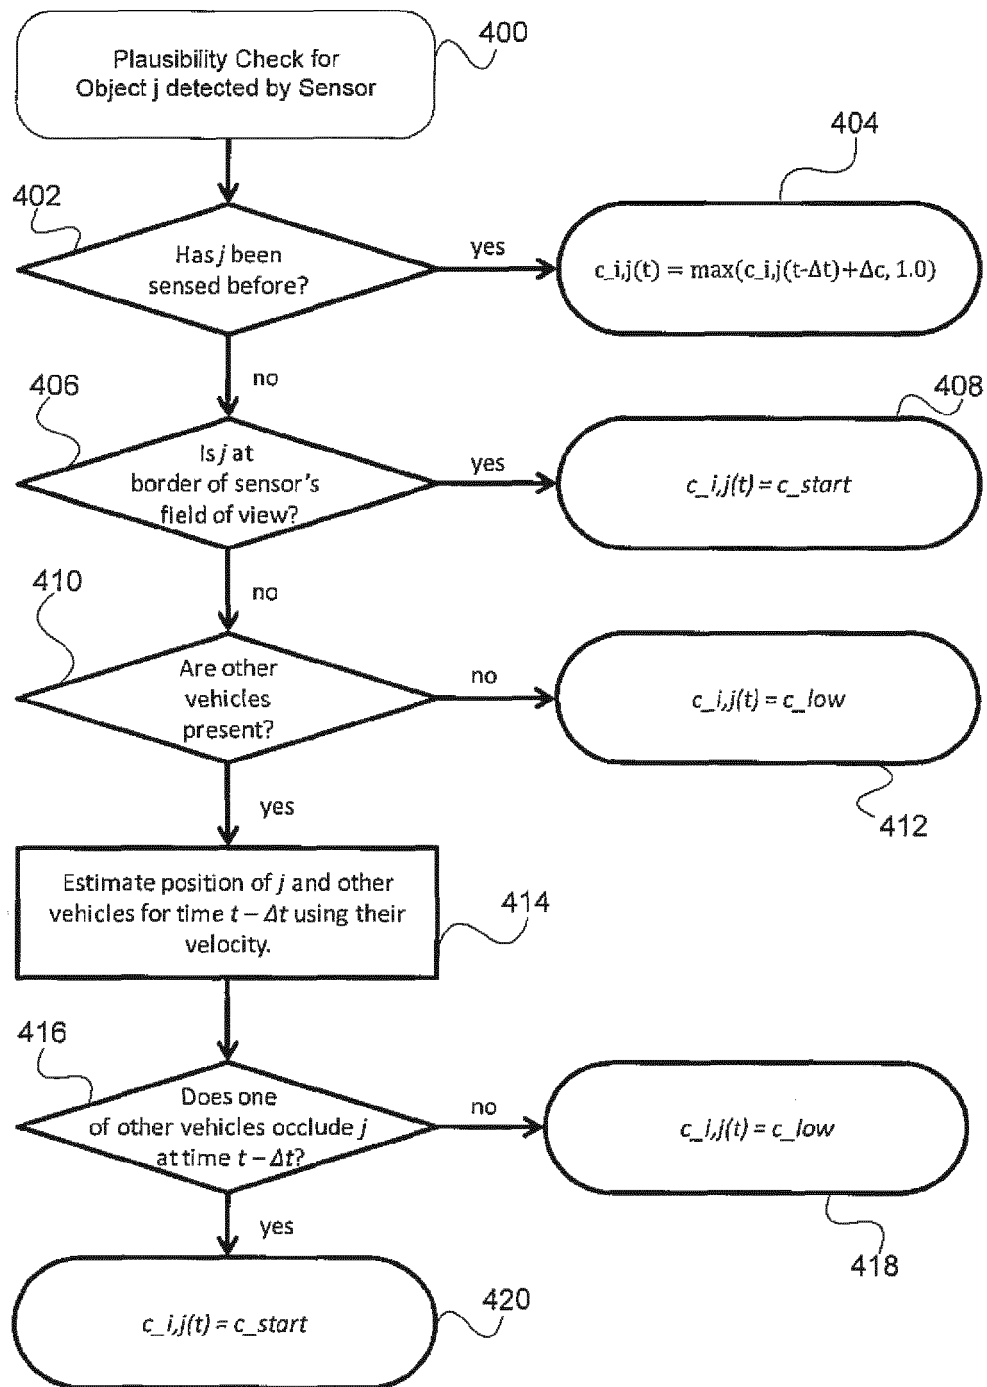 Plausibility Check for
Object j detected by Sensor
400
402
Has j been
sensed before?
yes
404
c_i,j(t) = max(c_i,j(t-Δt)+Δc, 1.0)
no
406
Is j at
border of sensor's
field of view?
yes
408
c_i,j(t) = c_start
no
410
Are other
vehicles
present?
no
c_i,j(t) = c_low
412
yes
Estimate position of j and other
vehicles for time t – Δt using their
velocity.
414
416
Does one
of other vehicles occlude j
at time t – Δt?
no
c_i,j(t) = c_low
418
yes
c_i,j(t) = c_start
420